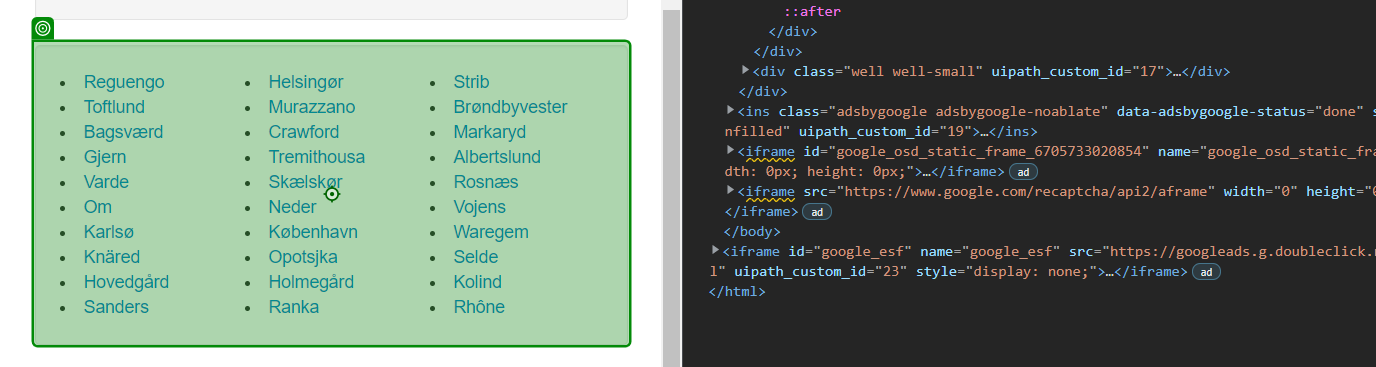 Reguengo
Toftlund
Bagsværd
Gjern
Varde
Om
Karlsø
Knäred
Hovedgård
Sanders
Helsingør
Murazzano
Crawford
Tremithousa
Skælskør
Neder
København
Opotsjka
Holmegård
Ranka
Strib
Brøndbyvester
Markaryd
Albertslund
Rosnæs
Vojens
Waregem
Selde
Kolind
Rhône
::after
</div>
</div>
<div class="well well-small" uipath_custom_id="17">…</div>
</div>
<ins class="adsbygoogle adsbygoogle-noablate" data-adsbygoogle-status="done" s
nfilled" uipath_custom_id="19">…</ins>
<iframe id="google_osd_static_frame_6705733020854" name="google_osd_static_fra
dth: 0px; height: 0px;">…</iframe> ad
<iframe src="https://www.google.com/recaptcha/api2/aframe" width="0" height="0
</iframe> ad
</body>
<iframe id="google_esf" name="google_esf" src="https://googleads.g.doubleclick.n
l" uipath_custom_id="23" style="display: none;">…</iframe> ad
</html>